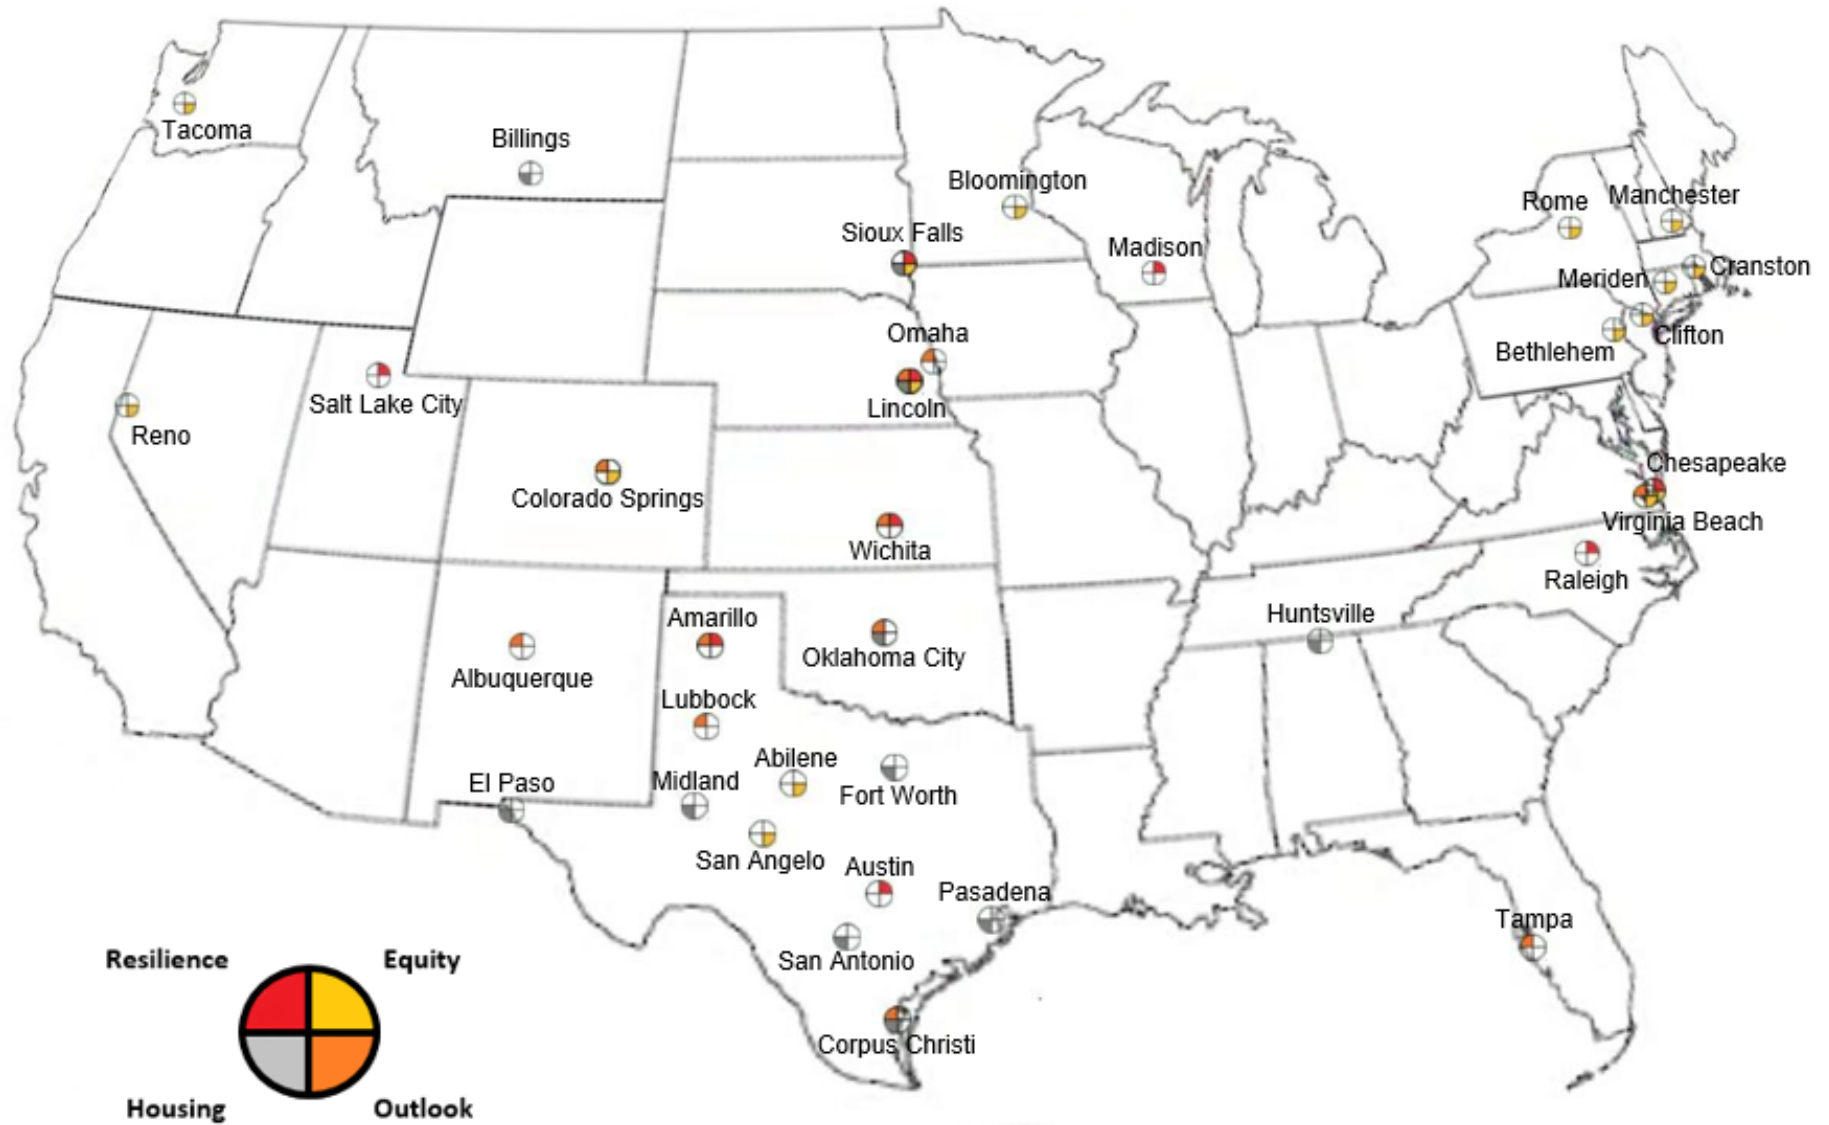 Tacoma
Billings
Bloomington
Rome
Manchester
Sioux Falls
Madison
Meriden
Cranston
Omaha
Clifton
Bethlehem
Salt Lake City
Lincoln
Reno
Chesapeake
Colorado Springs
Virginia Beach
Wichita
Raleigh
Huntsville
Amarillo
Oklahoma City
Albuquerque
Lubbock
Abilene
El Paso
Midland
Fort Worth
San Angelo
Austin
Pasadena
Tampa
San Antonio
Corpus Christi
Resilience
Equity
Housing
Outlook